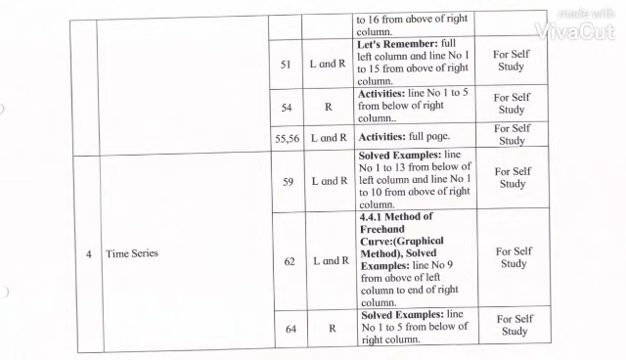 made with
VivaCut
to 16 from above of right
column.
51 L and R Let's Remember: full
left column and line No 1
to 15 from above of right
column. For Self
Study
54 R Activities: line No 1 to 5
from below of right
column.. For Self
Study
55,56 L and R Activities: full page. For Self
Study
4 Time Series
59 L and R Solved Examples: line
No 1 to 13 from below of
left column and line No 1
to 10 from above of right
column. For Self
Study
62 L and R 4.4.1 Method of
Freehand
Curve:(Graphical
Method), Solved
Examples: line No 9
from above of left
column to end of right
column. For Self
Study
64 R Solved Examples: line
No 1 to 5 from below of
right column. For Self
Study